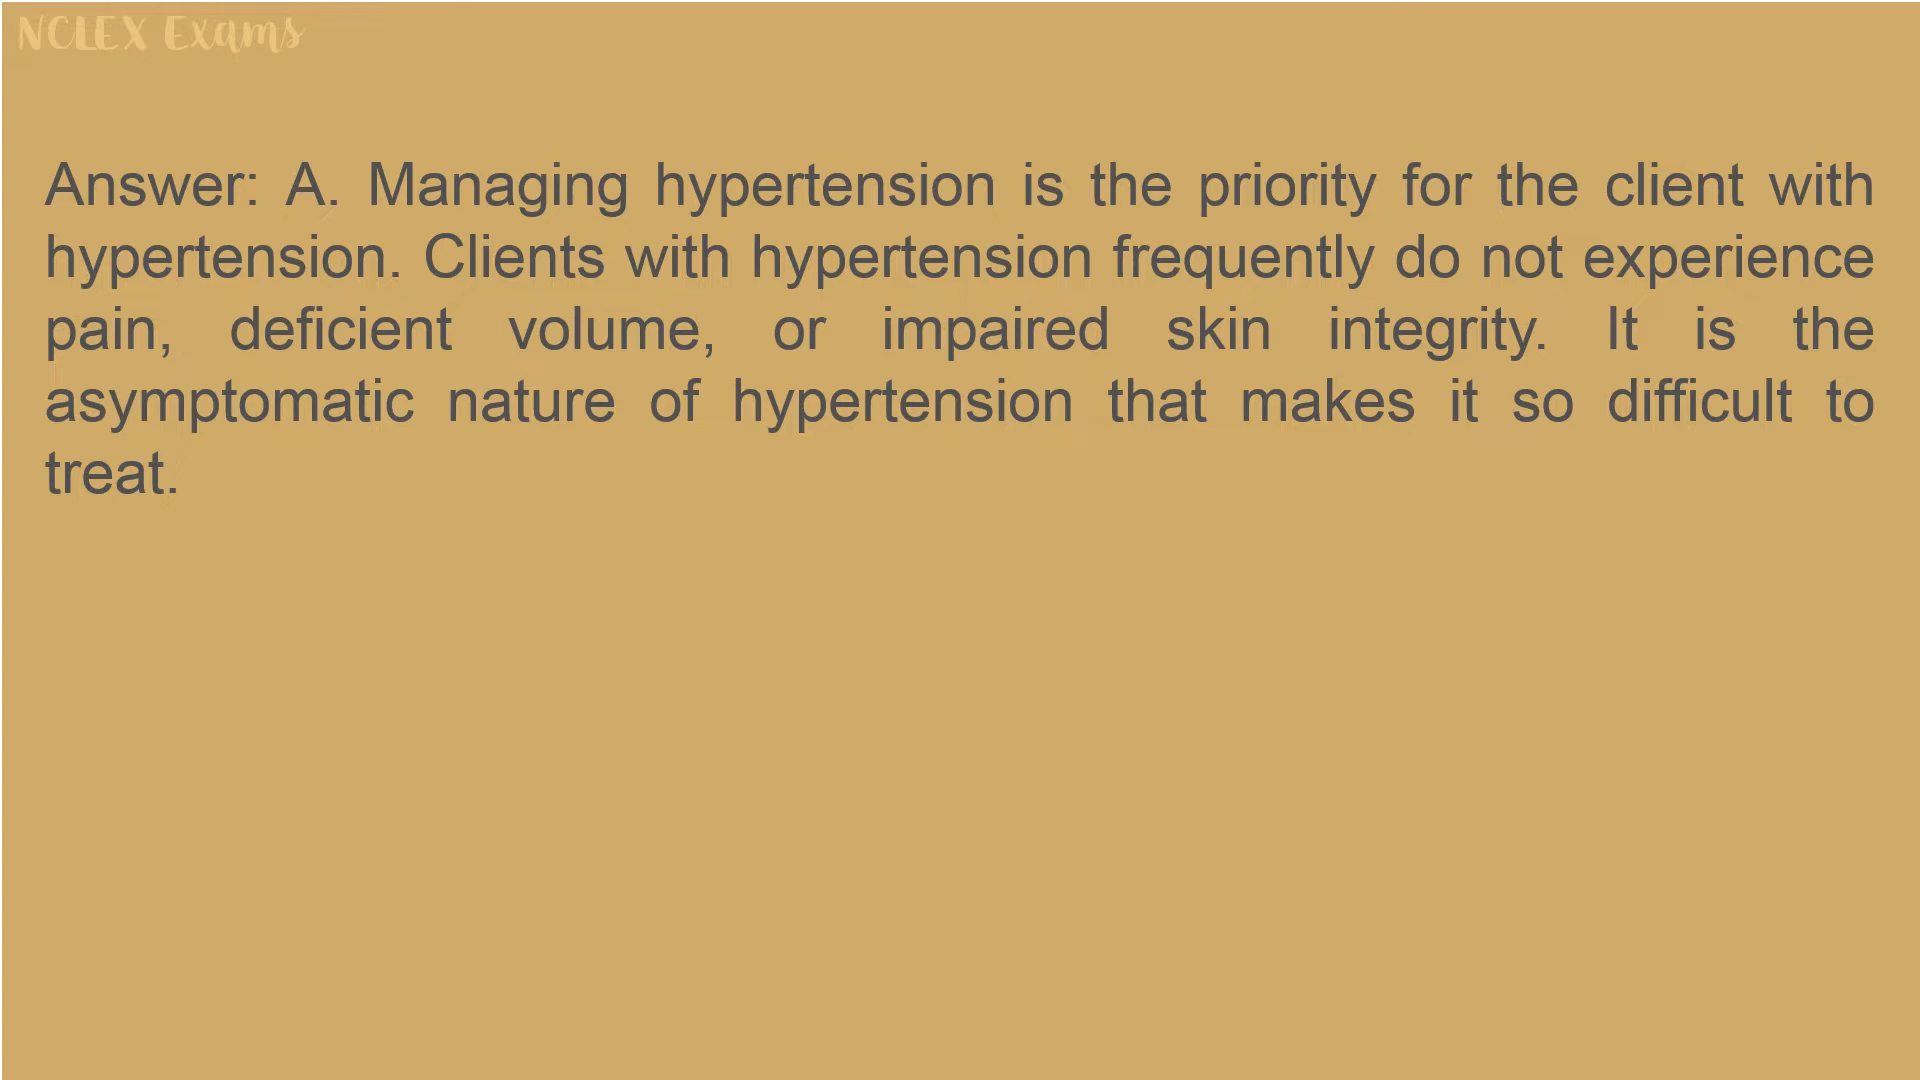 NCLEX Exams
Answer: A. Managing hypertension is the priority for the client with
hypertension. Clients with hypertension frequently do not experience
pain, deficient volume, or impaired skin integrity. It is the
asymptomatic nature of hypertension that makes it so difficult to
treat.